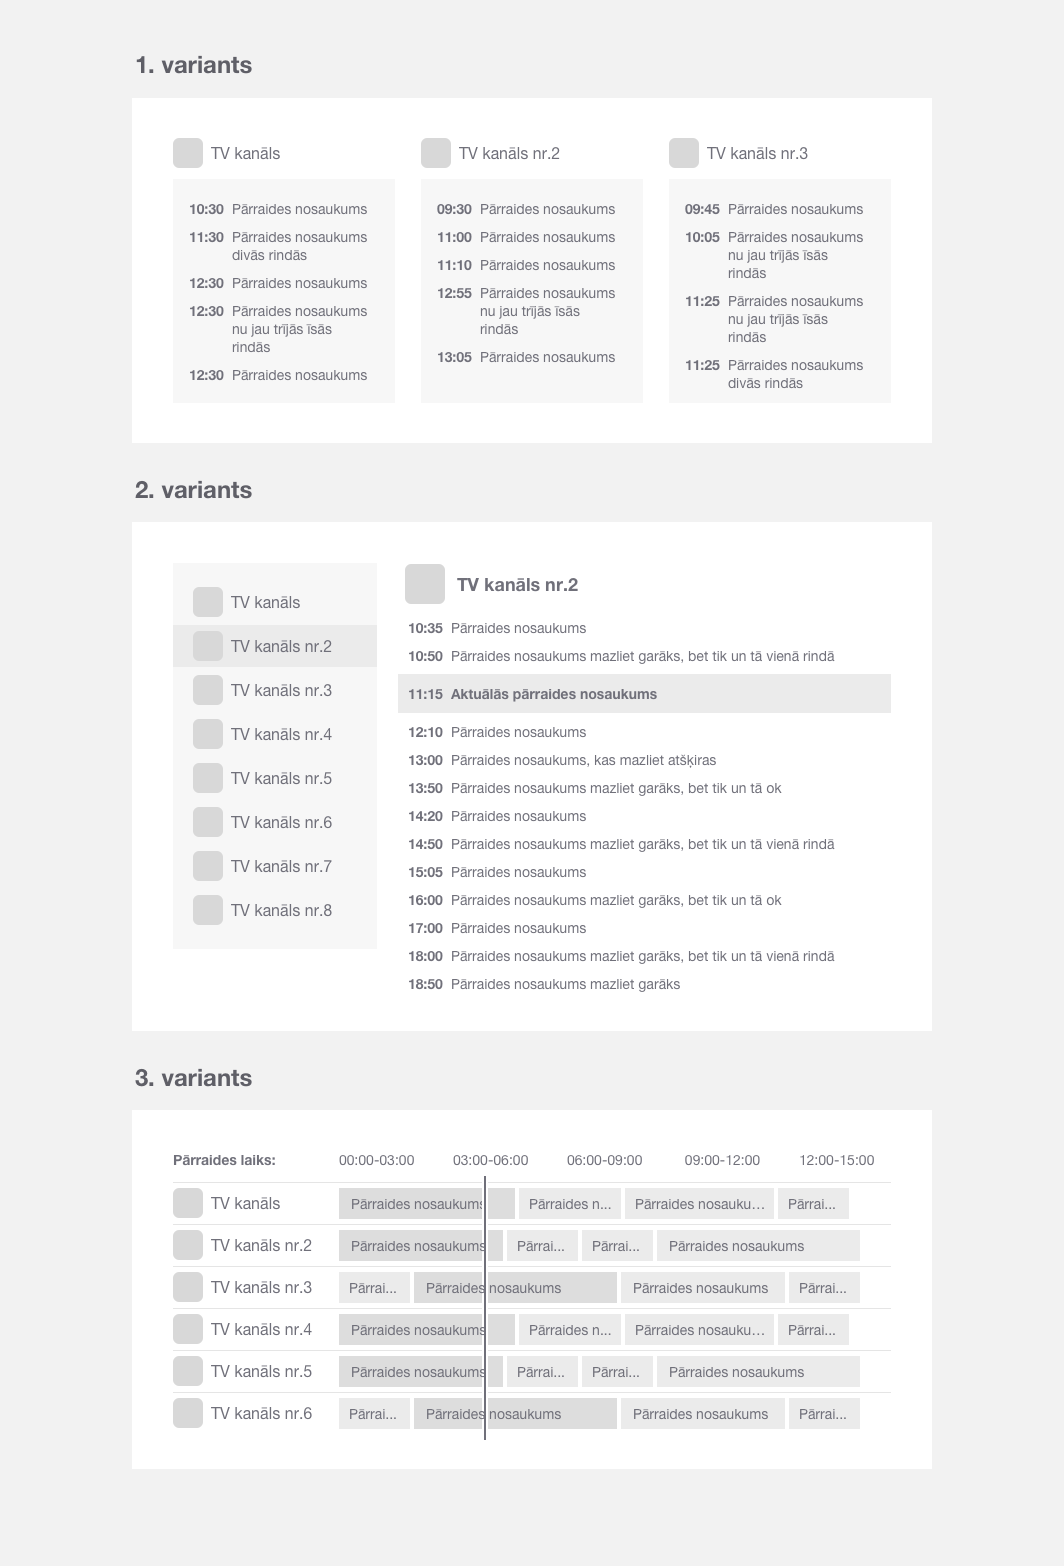 1. variants
TV kanāls
10:30 Pārraides nosaukums
11:30 Pārraides nosaukums
divās rindās
12:30 Pārraides nosaukums
12:30 Pārraides nosaukums
nu jau trījās īsās
rindās
12:30 Pārraides nosaukums
TV kanāls nr.2
09:30 Pārraides nosaukums
11:00 Pārraides nosaukums
11:10 Pārraides nosaukums
12:55 Pārraides nosaukums
nu jau trījās īsās
rindās
13:05 Pārraides nosaukums
TV kanāls nr.3
09:45 Pārraides nosaukums
10:05 Pārraides nosaukums
nu jau trījās īsās
rindās
11:25 Pārraides nosaukums
nu jau trījās īsās
rindās
11:25 Pārraides nosaukums
divās rindās
2. variants
TV kanāls
TV kanāls nr.2
TV kanāls nr.3
TV kanāls nr.4
TV kanāls nr.5
TV kanāls nr.6
TV kanāls nr.7
TV kanāls nr.8
TV kanāls nr.2
10:35 Pārraides nosaukums
10:50 Pārraides nosaukums mazliet garāks, bet tik un tā vienā rindā
11:15 Aktuālās pārraides nosaukums
12:10 Pārraides nosaukums
13:00 Pārraides nosaukums, kas mazliet atšķiras
13:50 Pārraides nosaukums mazliet garāks, bet tik un tā ok
14:20 Pārraides nosaukums
14:50 Pārraides nosaukums mazliet garāks, bet tik un tā vienā rindā
15:05 Pārraides nosaukums
16:00 Pārraides nosaukums mazliet garāks, bet tik un tā ok
17:00 Pārraides nosaukums
18:00 Pārraides nosaukums mazliet garāks, bet tik un tā vienā rindā
18:50 Pārraides nosaukums mazliet garāks
3. variants
Pārraides laiks: 00:00-03:00 03:00-06:00 06:00-09:00 09:00-12:00 12:00-15:00
TV kanāls Pārraides nosaukums Pārraides n... Pārraides nosauku… Pārrai...
TV kanāls nr.2 Pārraides nosaukums Pārrai... Pārrai... Pārraides nosaukums
TV kanāls nr.3 Pārrai... Pārraides nosaukums Pārraides nosaukums Pārrai...
TV kanāls nr.4 Pārraides nosaukums Pārraides n... Pārraides nosauku… Pārrai...
TV kanāls nr.5 Pārraides nosaukums Pārrai... Pārrai... Pārraides nosaukums
TV kanāls nr.6 Pārrai... Pārraides nosaukums Pārraides nosaukums Pārrai...